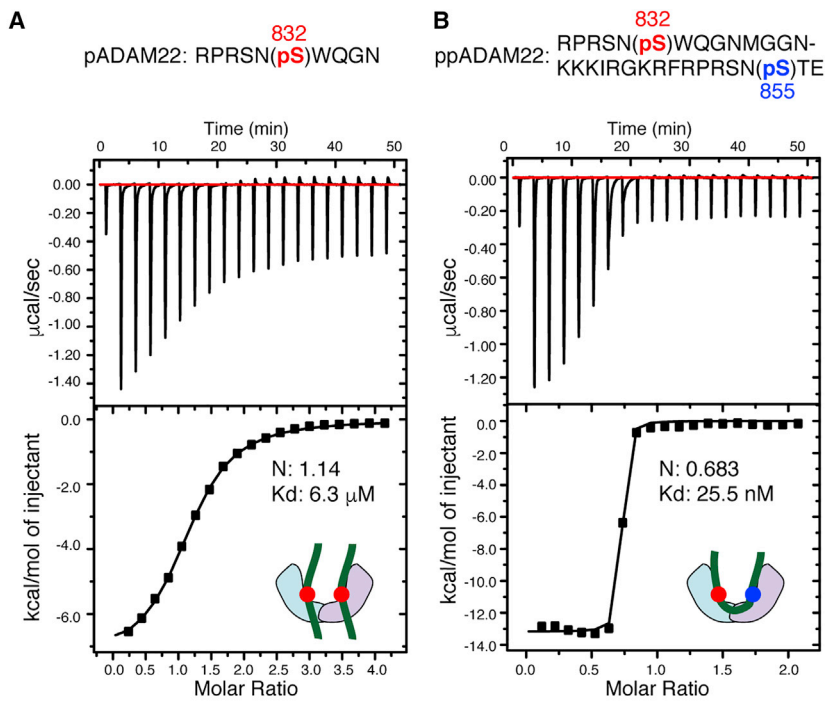 A
832
pADAM22: RPRSN(pS)WQGN
Time (min)
0 10 20 30 40 50
0.00
-0.20
-0.40
-0.60
-0.80
-1.00
-1.20
-1.40
μcal/sec
0.0
-2.0
-4.0
-6.0
kcal/mol of injectant
N: 1.14
Kd: 6.3 μM
0.0 0.5 1.0 1.5 2.0 2.5 3.0 3.5 4.0
Molar Ratio
B
832
ppADAM22: RPRSN(pS)WQGNMGGN-
KKKIRGKRFRPRSN(pS)TE
855
Time (min)
0 10 20 30 40 50
0.00
-0.20
-0.40
-0.60
-0.80
-1.00
-1.20
μcal/sec
0.0
-2.0
-4.0
-6.0
-8.0
-10.0
-12.0
-14.0
kcal/mol of injectant
N: 0.683
Kd: 25.5 nM
0.0 0.5 1.0 1.5 2.0
Molar Ratio